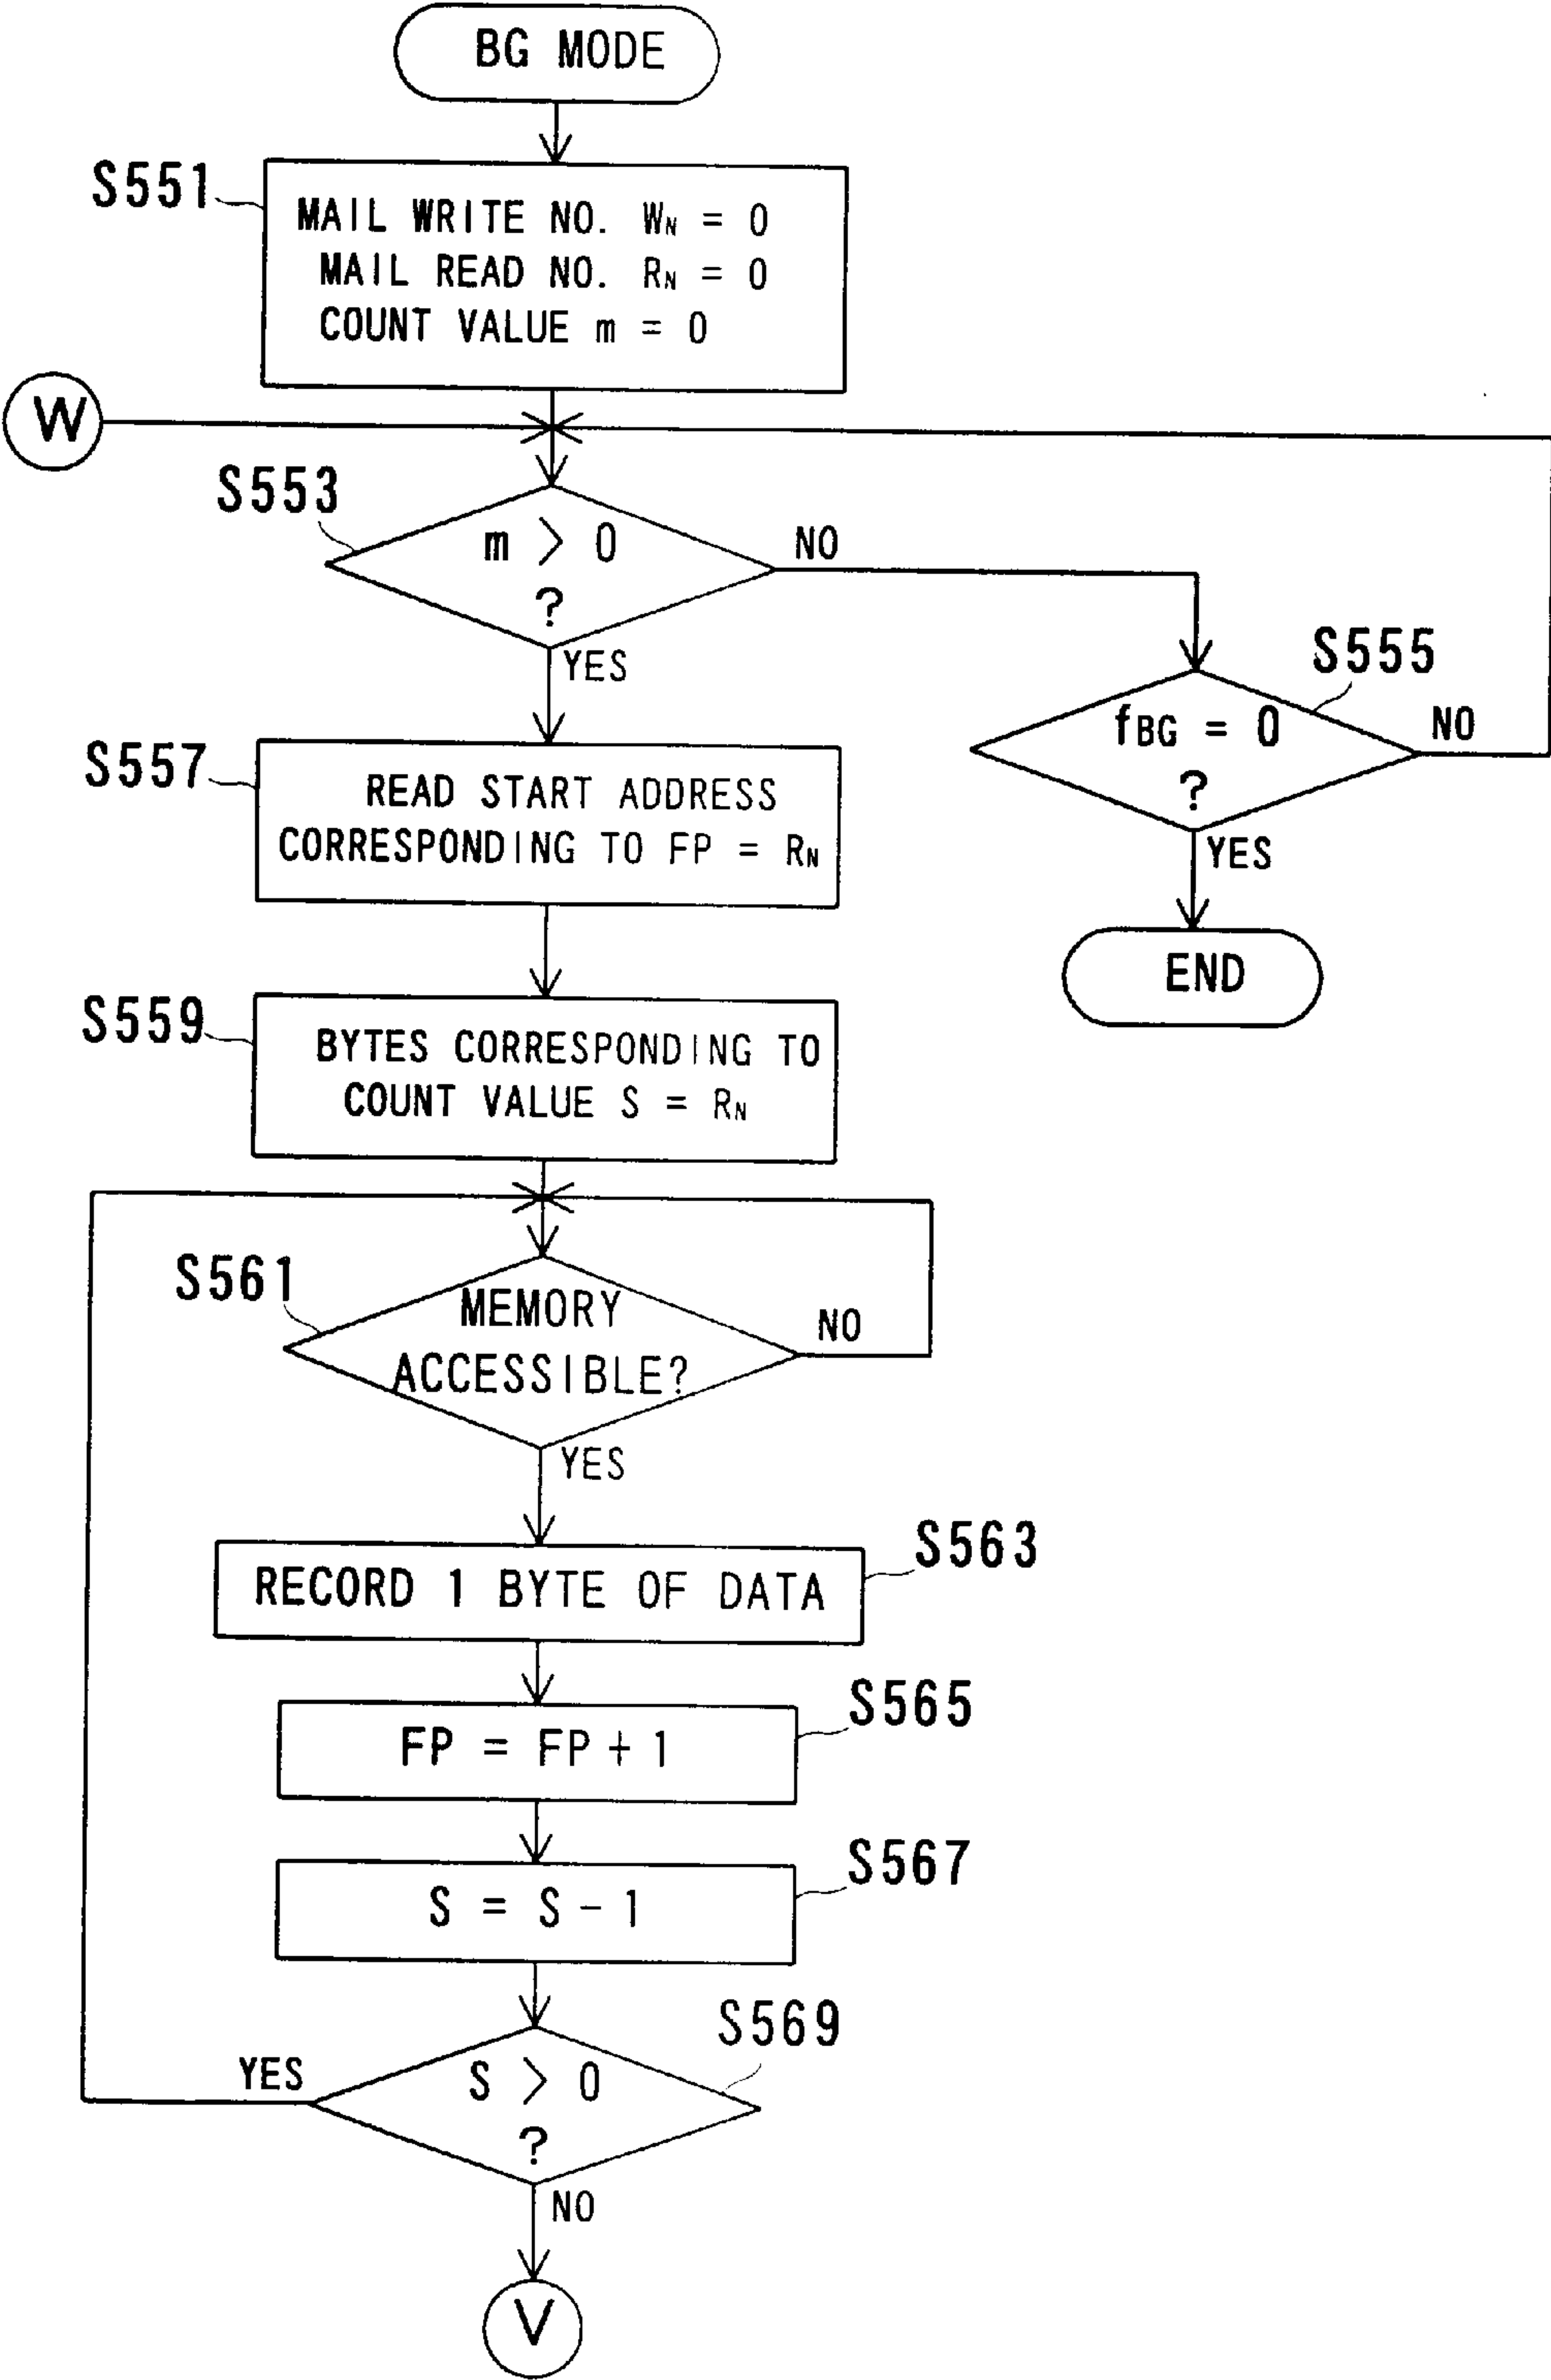 BG MODE
S551
MAIL WRITE NO. WN = 0
MAIL READ NO. RN = 0
COUNT VALUE m = 0
W
S553
m > 0
?
NO
YES
S555
fBG = 0
?
NO
YES
END
S557
READ START ADDRESS
CORRESPONDING TO FP = RN
S559
BYTES CORRESPONDING TO
COUNT VALUE S = RN
S561
MEMORY
ACCESSIBLE?
NO
YES
S563
RECORD 1 BYTE OF DATA
S565
FP = FP + 1
S567
S = S - 1
S569
S > 0
?
YES
NO
V